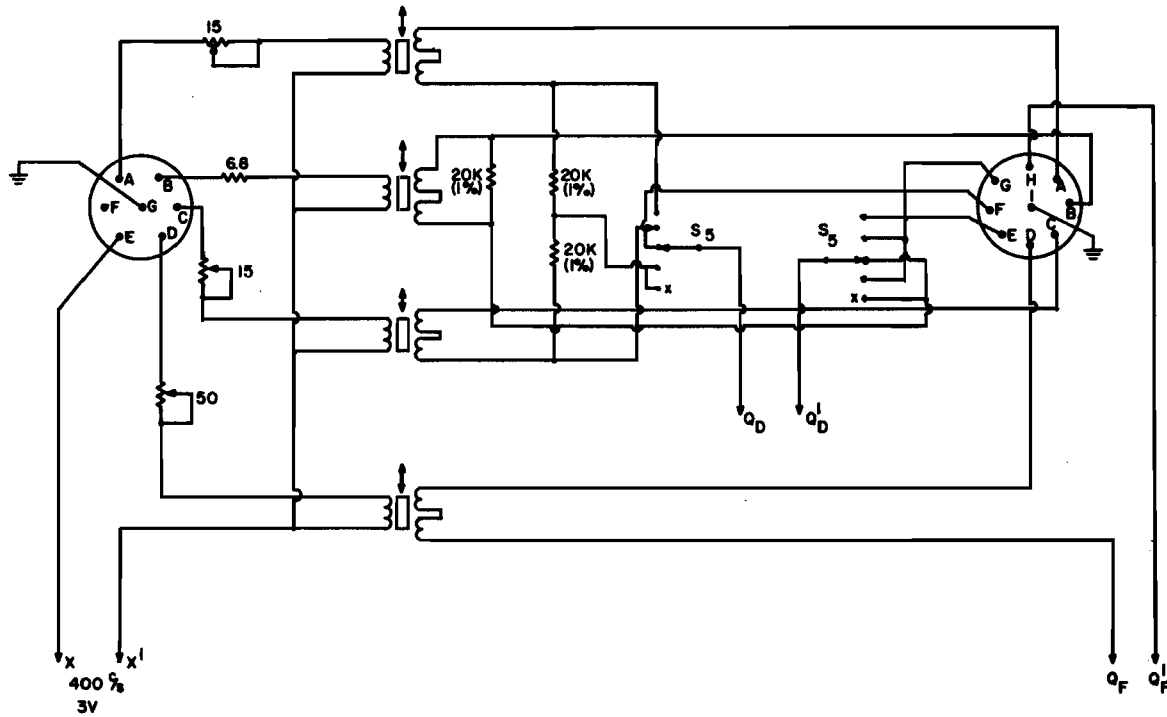 15
A
B
6.8
F
G
C
E
D
15
50
20K
(1%)
20K
(1%)
20K
(1%)
S5
S5
x
x
H
G
A
F
I
B
E
D
C
QD
Q'D
X
X'
400 c/s
3V
QF
Q'F